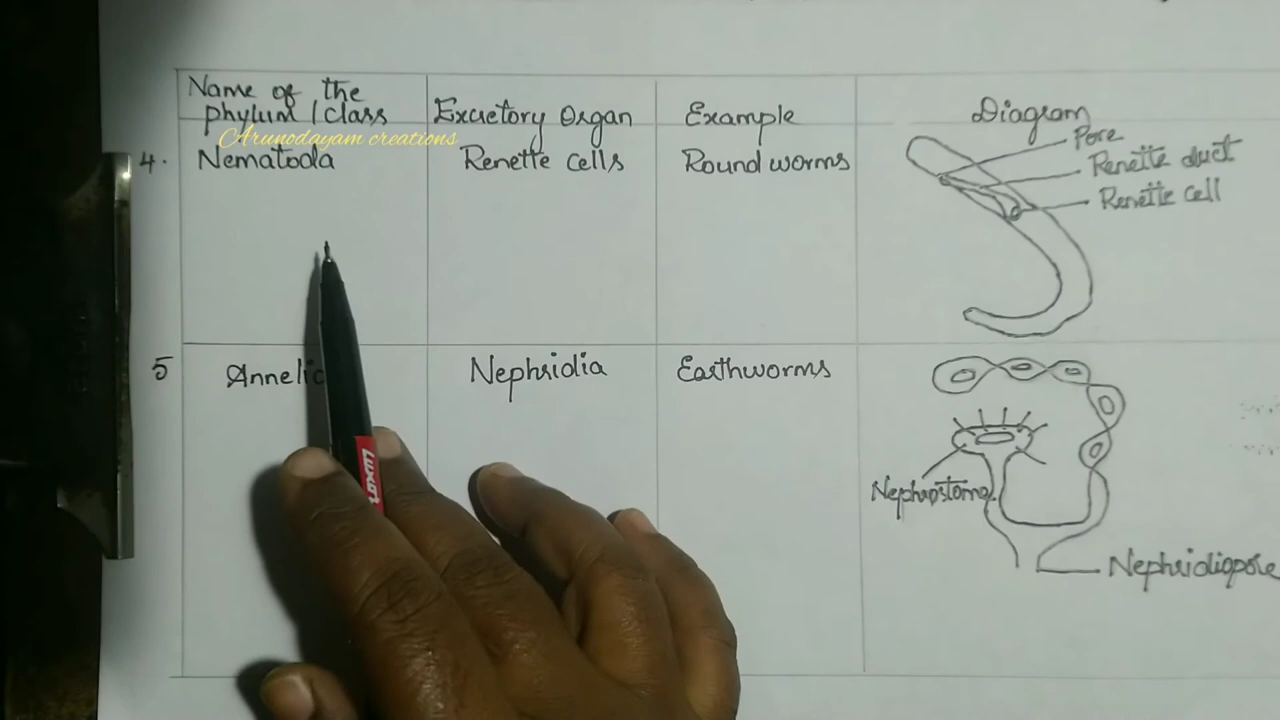 Name of the
phylum / class
Excretory Organ
Example
Diagram
Arunodayam creations
4.
Nematoda
Renette cells
Round worms
Pore
Renette duct
Renette cell
5
Nephridia
Earthworms
Nephrostome
Nephridiopore
LUXOR